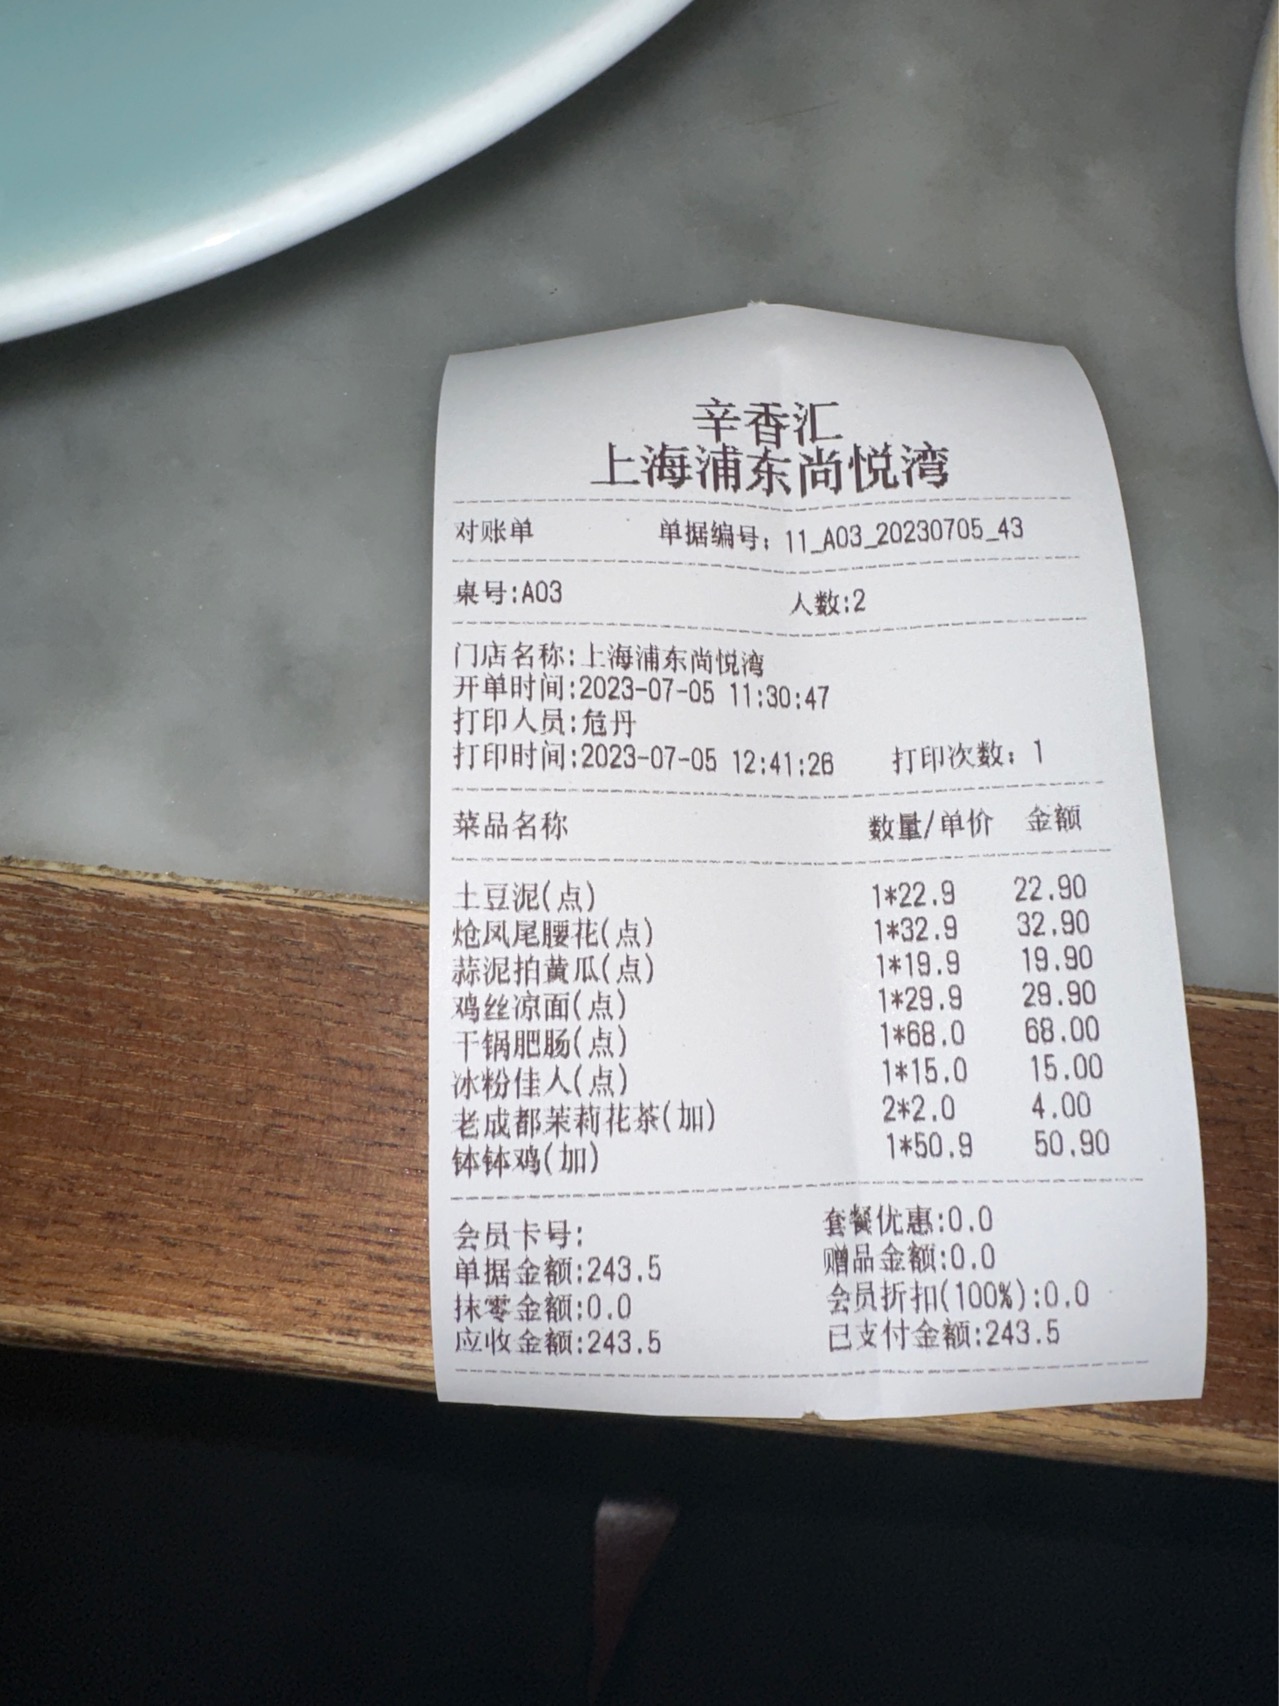 辛香汇
上海浦东尚悦湾
对账单 单据编号：11_A03_20230705_43
桌号:A03 人数:2
门店名称:上海浦东尚悦湾
开单时间:2023-07-05 11:30:47
打印人员:危丹
打印时间:2023-07-05 12:41:26 打印次数：1
菜品名称 数量/单价 金额
土豆泥(点) 1*22.9 22.90
炝凤尾腰花(点) 1*32.9 32.90
蒜泥拍黄瓜(点) 1*19.9 19.90
鸡丝凉面(点) 1*29.9 29.90
干锅肥肠(点) 1*68.0 68.00
冰粉佳人(点) 1*15.0 15.00
老成都茉莉花茶(加) 2*2.0 4.00
钵钵鸡(加) 1*50.9 50.90
会员卡号: 套餐优惠:0.0
单据金额:243.5 赠品金额:0.0
抹零金额:0.0 会员折扣(100%):0.0
应收金额:243.5 已支付金额:243.5